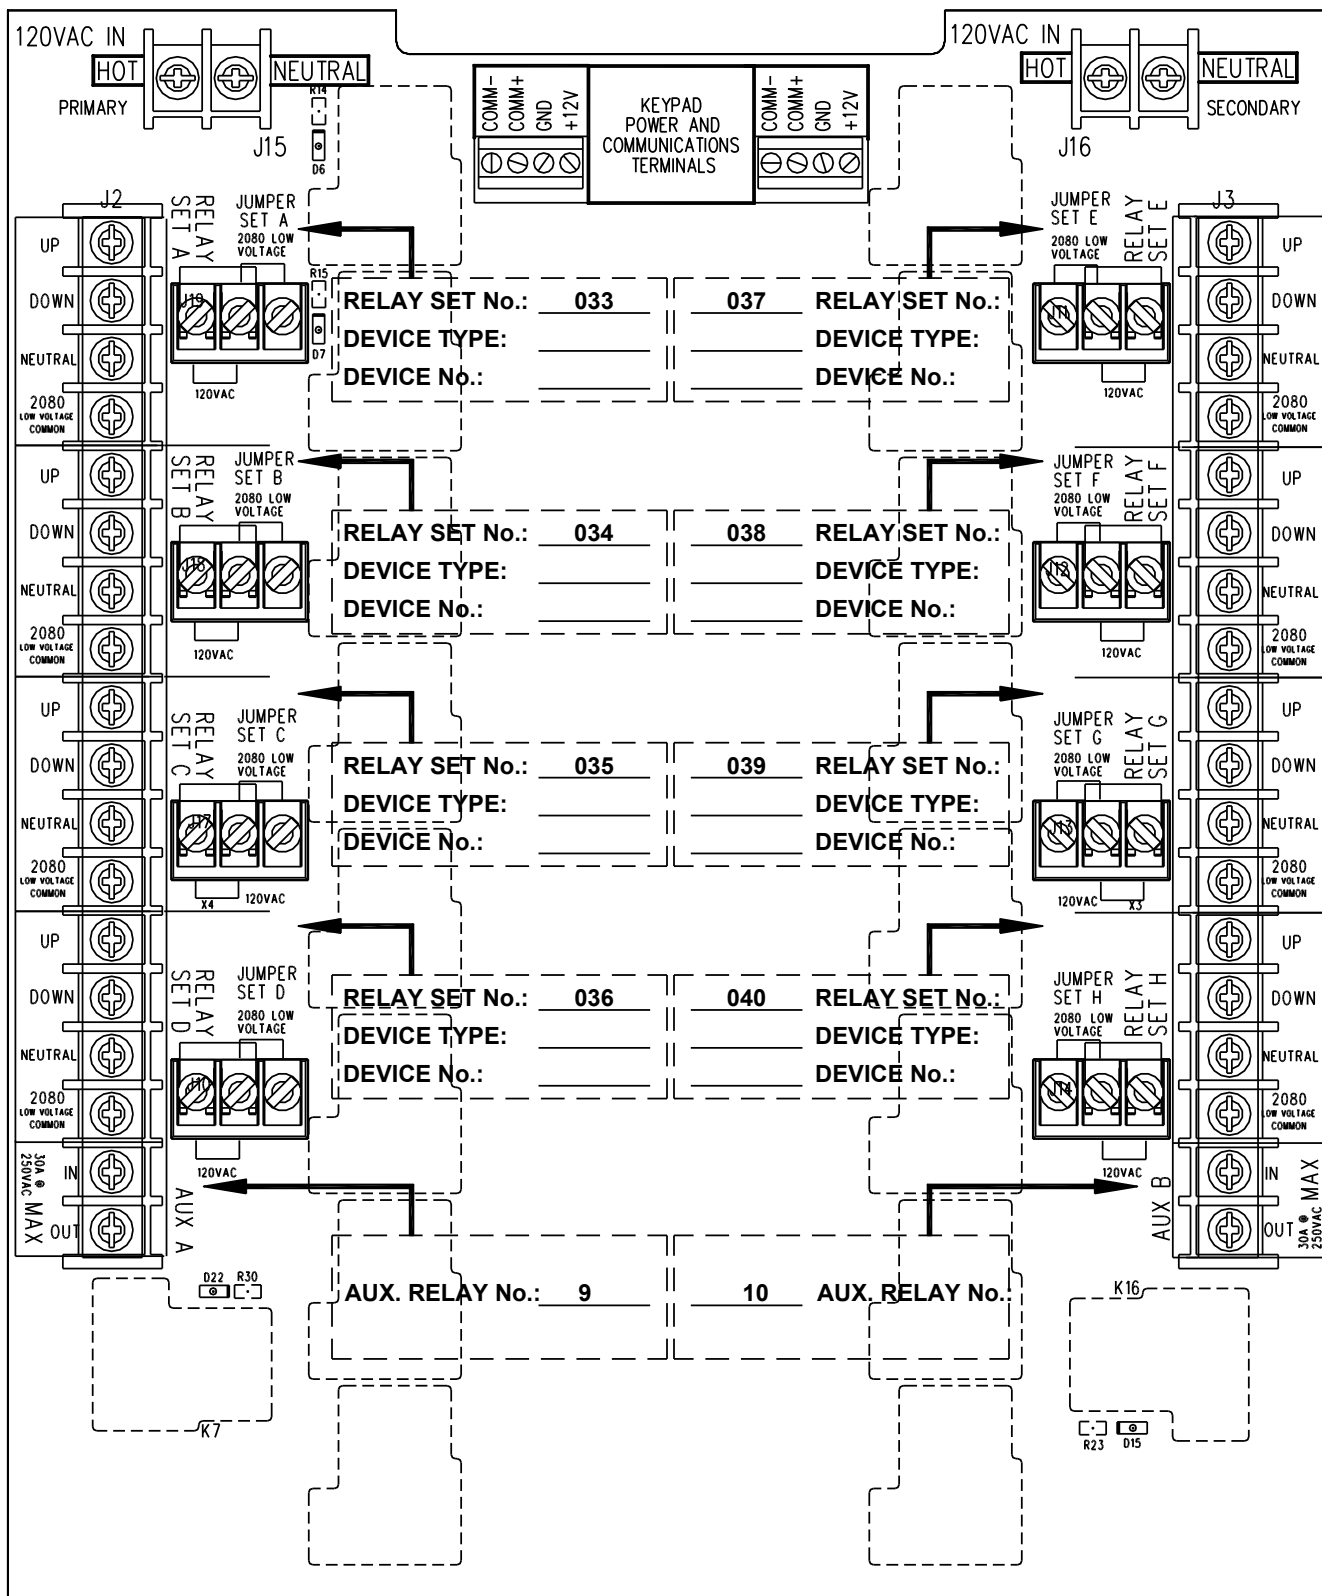 120VAC IN
HOT
NEUTRAL
PRIMARY
J15
R14
D6
COMM-
COMM+
GND
+12V
KEYPAD
POWER AND
COMMUNICATIONS
TERMINALS
COMM-
COMM+
GND
+12V
120VAC IN
HOT
NEUTRAL
SECONDARY
J16
J2
UP
DOWN
NEUTRAL
2080
LOW VOLTAGE
COMMON
RELAY
SET A
JUMPER
SET A
2080 LOW
VOLTAGE
J19
120VAC
R15
D7
RELAY SET No.: 033
DEVICE TYPE:
DEVICE No.:
037 RELAY SET No.:
DEVICE TYPE:
DEVICE No.:
JUMPER
SET E
2080 LOW
VOLTAGE
RELAY
SET E
J11
120VAC
J3
UP
DOWN
NEUTRAL
2080
LOW VOLTAGE
COMMON
UP
DOWN
NEUTRAL
2080
LOW VOLTAGE
COMMON
RELAY
SET B
JUMPER
SET B
2080 LOW
VOLTAGE
J18
120VAC
RELAY SET No.: 034
DEVICE TYPE:
DEVICE No.:
038 RELAY SET No.:
DEVICE TYPE:
DEVICE No.:
JUMPER
SET F
2080 LOW
VOLTAGE
RELAY
SET F
J12
120VAC
UP
DOWN
NEUTRAL
2080
LOW VOLTAGE
COMMON
UP
DOWN
NEUTRAL
2080
LOW VOLTAGE
COMMON
RELAY
SET C
JUMPER
SET C
2080 LOW
VOLTAGE
J17
X4
120VAC
RELAY SET No.: 035
DEVICE TYPE:
DEVICE No.:
039 RELAY SET No.:
DEVICE TYPE:
DEVICE No.:
JUMPER
SET G
2080 LOW
VOLTAGE
RELAY
SET G
J13
120VAC
X3
UP
DOWN
NEUTRAL
2080
LOW VOLTAGE
COMMON
UP
DOWN
NEUTRAL
2080
LOW VOLTAGE
COMMON
RELAY
SET D
JUMPER
SET D
2080 LOW
VOLTAGE
J10
120VAC
RELAY SET No.: 036
DEVICE TYPE:
DEVICE No.:
040 RELAY SET No.:
DEVICE TYPE:
DEVICE No.:
JUMPER
SET H
2080 LOW
VOLTAGE
RELAY
SET H
J14
120VAC
UP
DOWN
NEUTRAL
2080
LOW VOLTAGE
COMMON
30A @
250VAC MAX
IN
OUT
AUX A
AUX B
IN
OUT
30A @
250VAC MAX
D22
R30
K7
AUX. RELAY No.: 9
10 AUX. RELAY No.:
K16
R23
D15